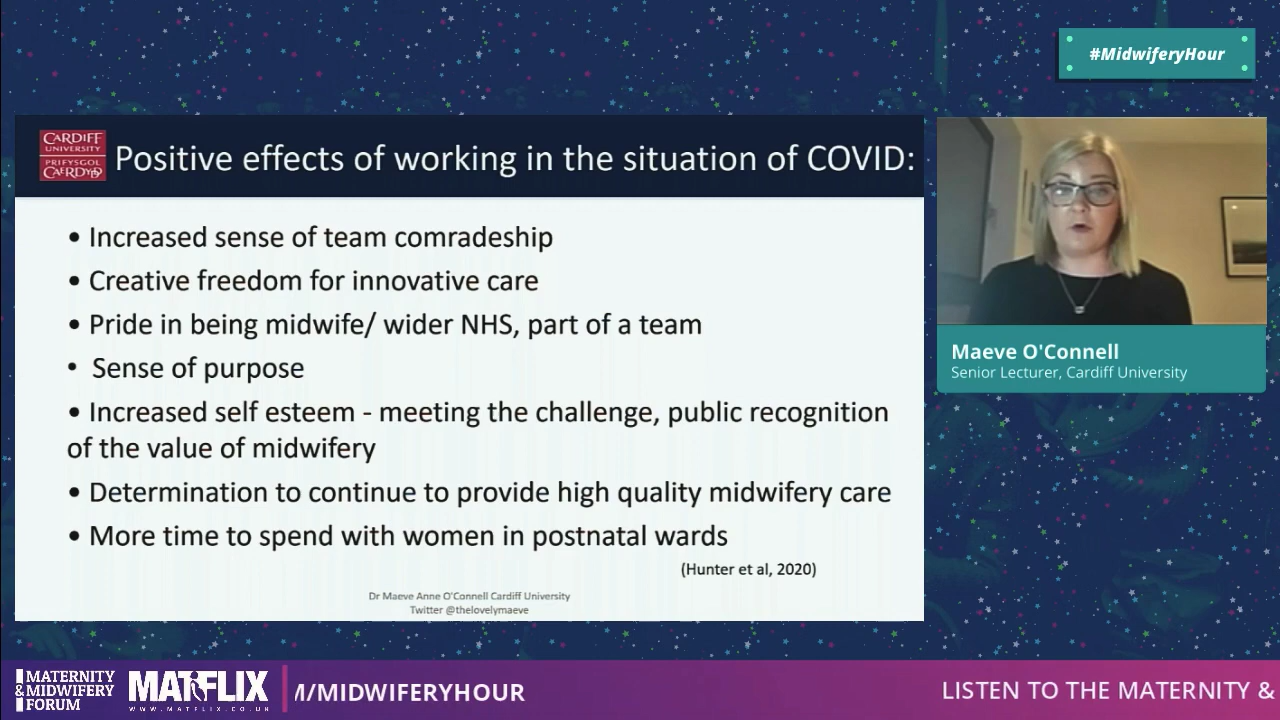 #MidwiferyHour
CARDIFF
UNIVERSITY
PRIFYSGOL
CAERDYDD
Positive effects of working in the situation of COVID:
• Increased sense of team comradeship
• Creative freedom for innovative care
• Pride in being midwife/ wider NHS, part of a team
• Sense of purpose
• Increased self esteem - meeting the challenge, public recognition
of the value of midwifery
• Determination to continue to provide high quality midwifery care
• More time to spend with women in postnatal wards
(Hunter et al, 2020)
Dr Maeve Anne O'Connell Cardiff University
Twitter @thelovelymaeve
Maeve O'Connell
Senior Lecturer, Cardiff University
MATERNITY
&MIDWIFERY
FORUM
MATFLIX
WWW.MATFLIX.CO.UK
M/MIDWIFERYHOUR
LISTEN TO THE MATERNITY &